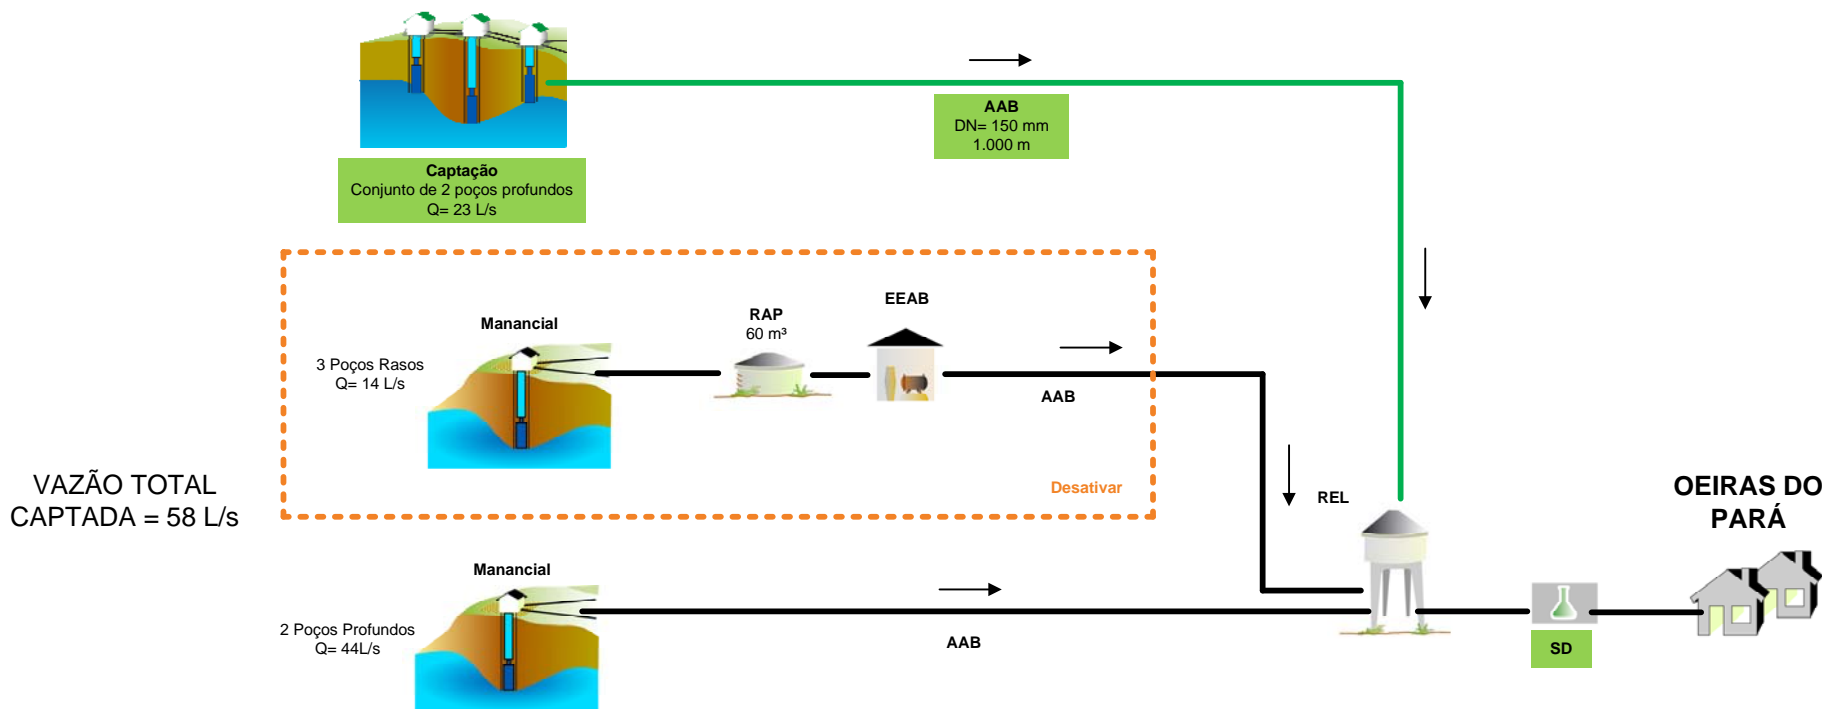 AAB
DN= 150 mm
1.000 m
Captação
Conjunto de 2 poços profundos
Q= 23 L/s
Manancial
3 Poços Rasos
Q= 14 L/s
RAP
60 m³
EEAB
AAB
Desativar
VAZÃO TOTAL
CAPTADA = 58 L/s
REL
OEIRAS DO
PARÁ
Manancial
2 Poços Profundos
Q= 44L/s
AAB
SD